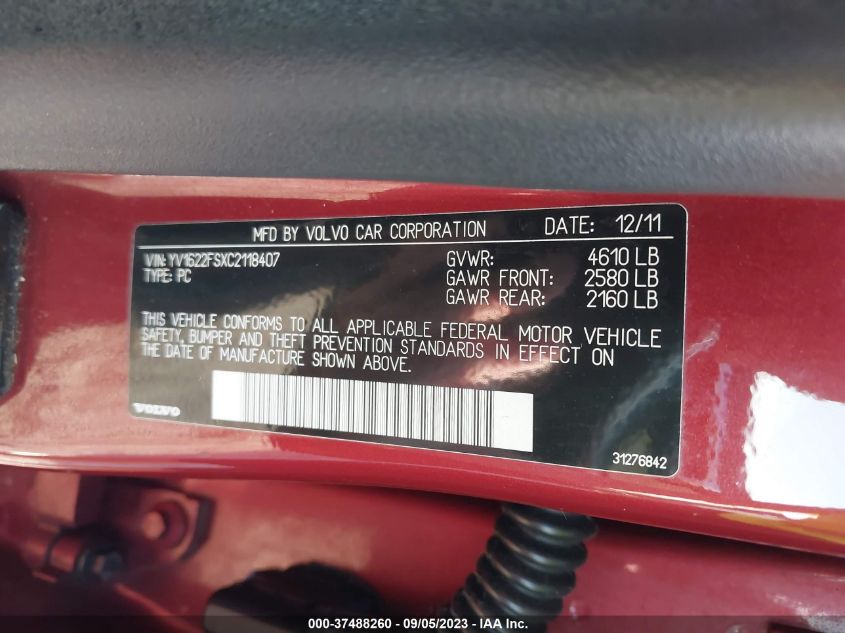 MFD BY VOLVO CAR CORPORATION DATE: 12/11
VIN: YV1622FSXC2118407 GVWR: 4610 LB
TYPE: PC GAWR FRONT: 2580 LB
GAWR REAR: 2160 LB
THIS VEHICLE CONFORMS TO ALL APPLICABLE FEDERAL MOTOR VEHICLE
SAFETY, BUMPER AND THEFT PREVENTION STANDARDS IN EFFECT ON
THE DATE OF MANUFACTURE SHOWN ABOVE.
VOLVO
31276842
000-37488260 - 09/05/2023 - IAA Inc.